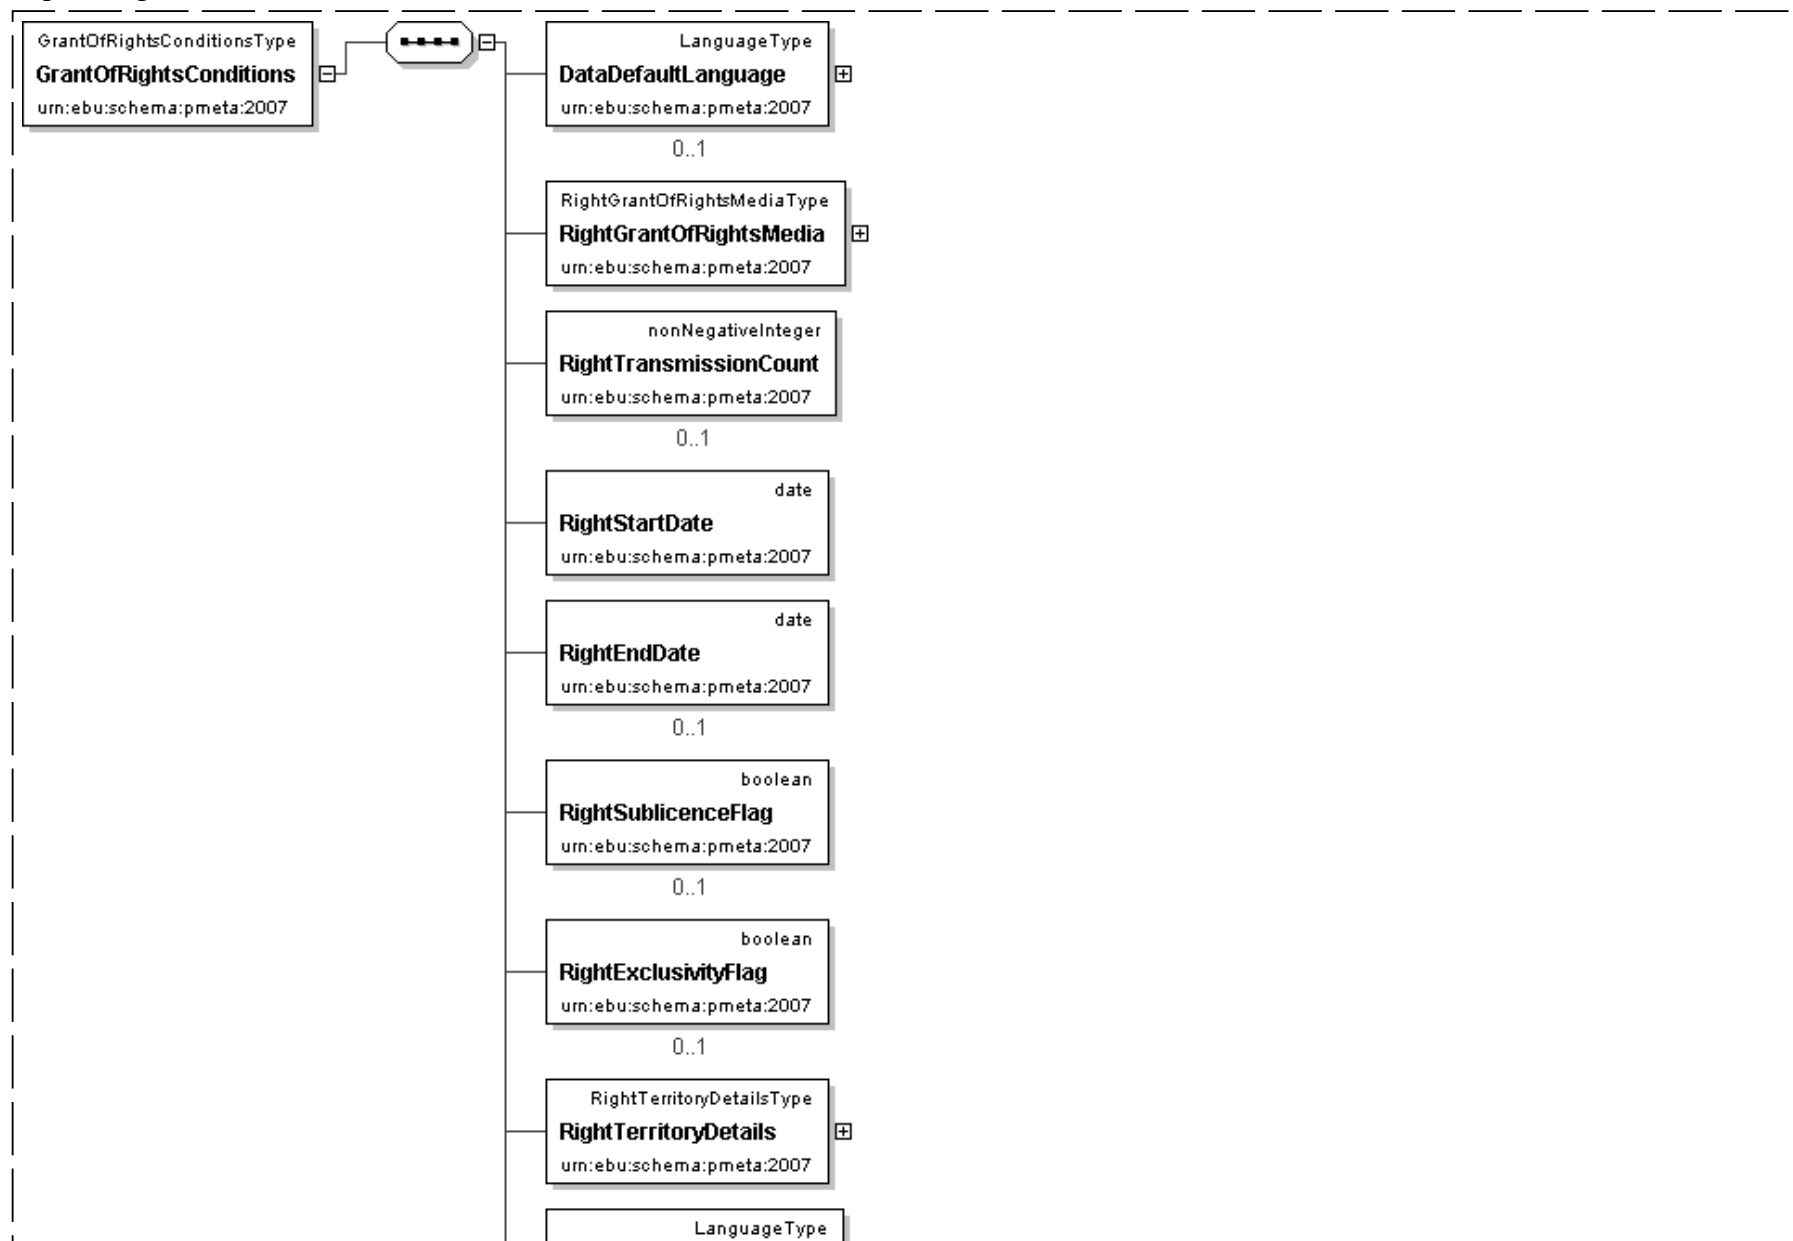 GrantOfRightsConditionsType
GrantOfRightsConditions
urn:ebu:schema:pmeta:2007
LanguageType
DataDefaultLanguage
urn:ebu:schema:pmeta:2007
0..1
RightGrantOfRightsMediaType
RightGrantOfRightsMedia
urn:ebu:schema:pmeta:2007
nonNegativeInteger
RightTransmissionCount
urn:ebu:schema:pmeta:2007
0..1
date
RightStartDate
urn:ebu:schema:pmeta:2007
date
RightEndDate
urn:ebu:schema:pmeta:2007
0..1
boolean
RightSublicenceFlag
urn:ebu:schema:pmeta:2007
0..1
boolean
RightExclusivityFlag
urn:ebu:schema:pmeta:2007
0..1
RightTerritoryDetailsType
RightTerritoryDetails
urn:ebu:schema:pmeta:2007
LanguageType